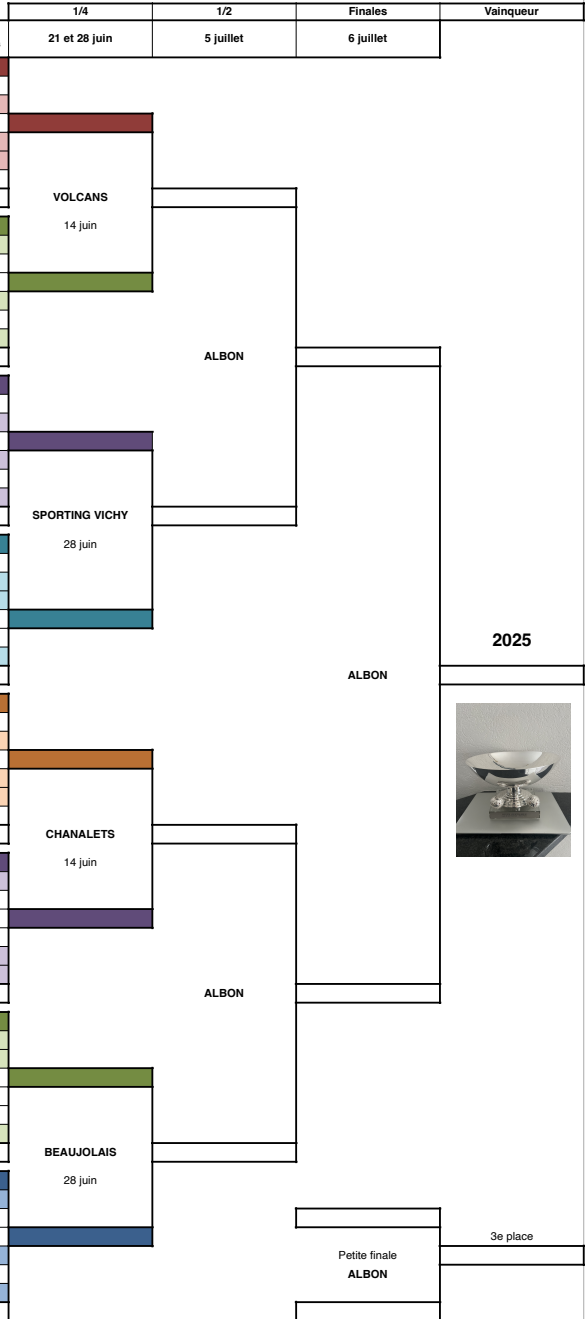 1/4 1/2 Finales Vainqueur
21 et 28 juin 5 juillet 6 juillet
VOLCANS
14 juin
ALBON
SPORTING VICHY
28 juin
2025
ALBON
CHANALETS
14 juin
ALBON
BEAUJOLAIS
28 juin
3e place
Petite finale
ALBON